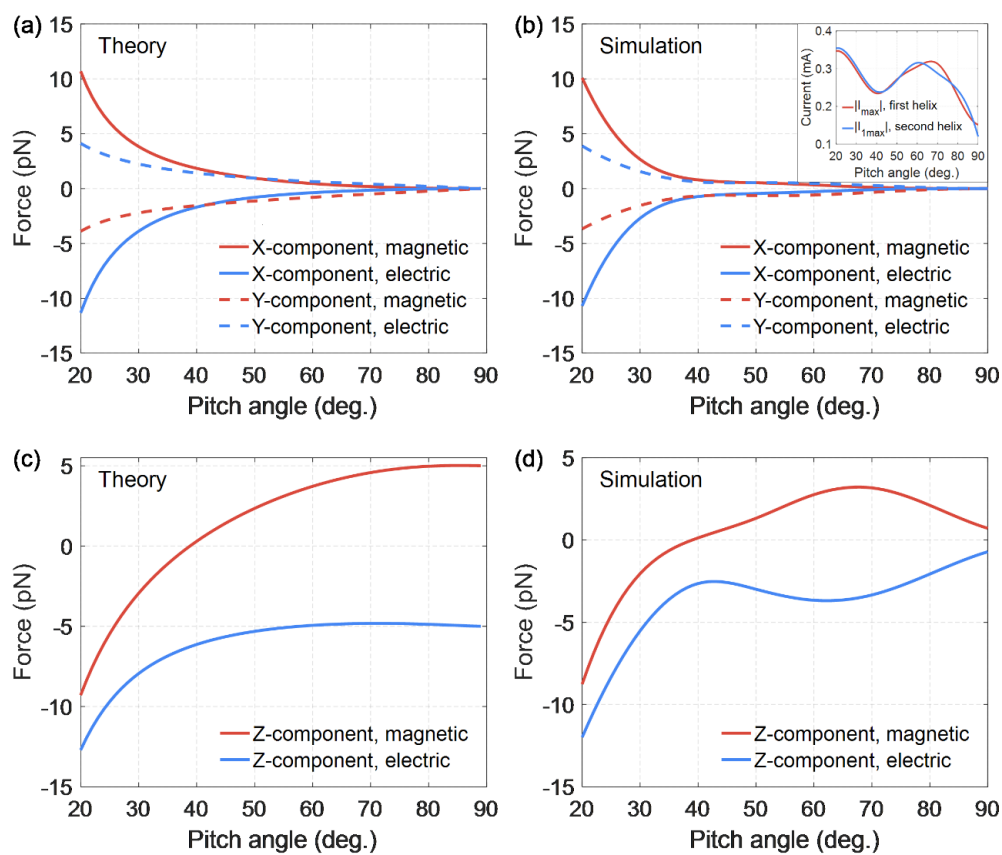 (a)
Theory
15
10
5
0
-5
-10
-15
Force (pN)
X-component, magnetic
X-component, electric
Y-component, magnetic
Y-component, electric
20 30 40 50 60 70 80 90
Pitch angle (deg.)
(b)
Simulation
15
10
5
0
-5
-10
-15
Force (pN)
0.4
0.3
0.2
0.1
Current (mA)
|Imax|, first helix
|I1max|, second helix
20 30 40 50 60 70 80 90
Pitch angle (deg.)
X-component, magnetic
X-component, electric
Y-component, magnetic
Y-component, electric
20 30 40 50 60 70 80 90
Pitch angle (deg.)
(c)
Theory
5
0
-5
-10
-15
Force (pN)
Z-component, magnetic
Z-component, electric
20 30 40 50 60 70 80 90
Pitch angle (deg.)
(d)
Simulation
5
0
-5
-10
-15
Force (pN)
Z-component, magnetic
Z-component, electric
20 30 40 50 60 70 80 90
Pitch angle (deg.)